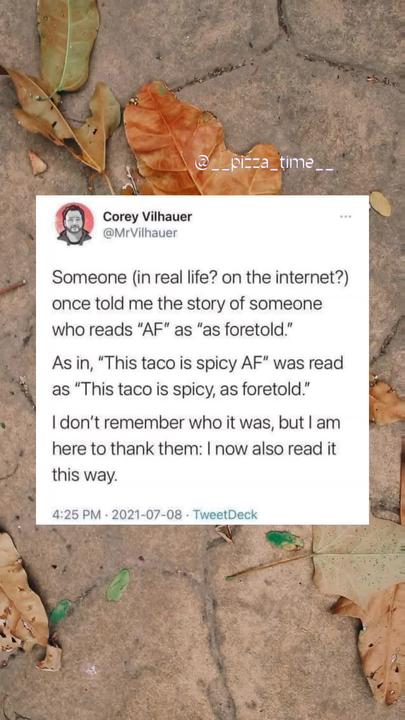 @__pizza_time__
Corey Vilhauer
@MrVilhauer
Someone (in real life? on the internet?)
once told me the story of someone
who reads “AF” as “as foretold.”
As in, “This taco is spicy AF” was read
as “This taco is spicy, as foretold.”
I don’t remember who it was, but I am
here to thank them: I now also read it
this way.
4:25 PM · 2021-07-08 · TweetDeck